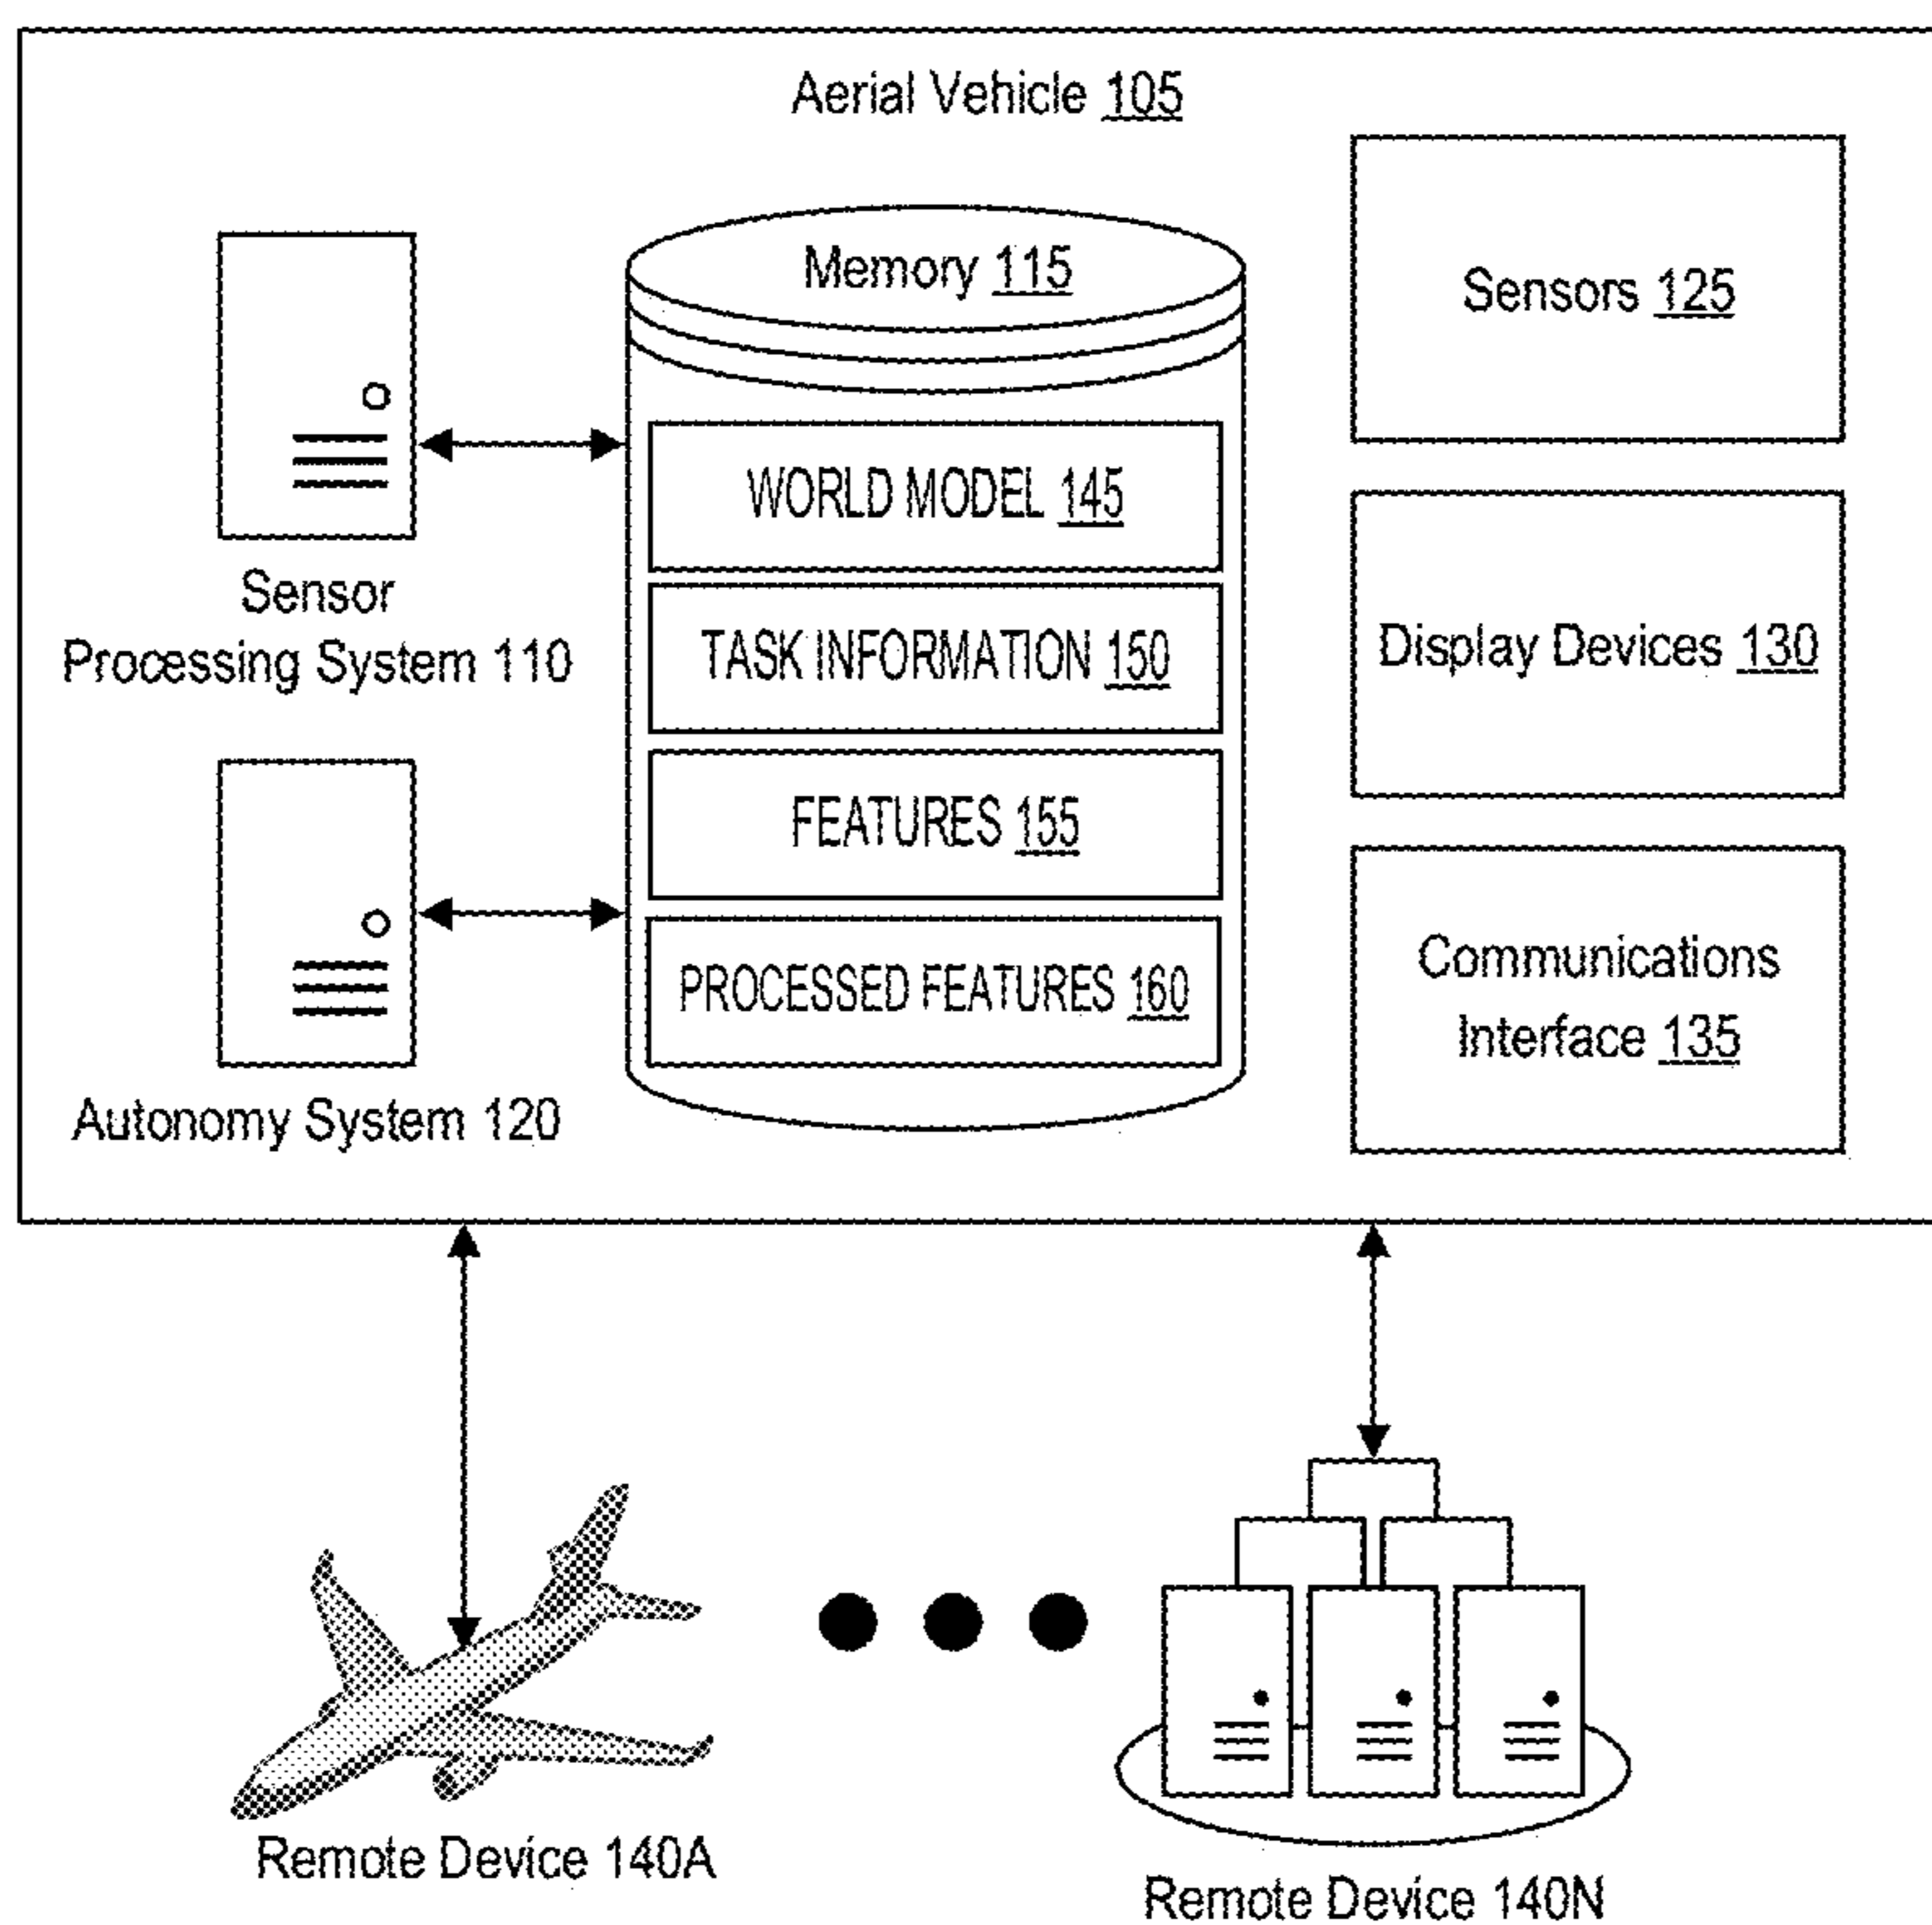 Aerial Vehicle 105
Memory 115
WORLD MODEL 145
TASK INFORMATION 150
FEATURES 155
PROCESSED FEATURES 160
Sensor
Processing System 110
Autonomy System 120
Sensors 125
Display Devices 130
Communications
Interface 135
Remote Device 140A
Remote Device 140N